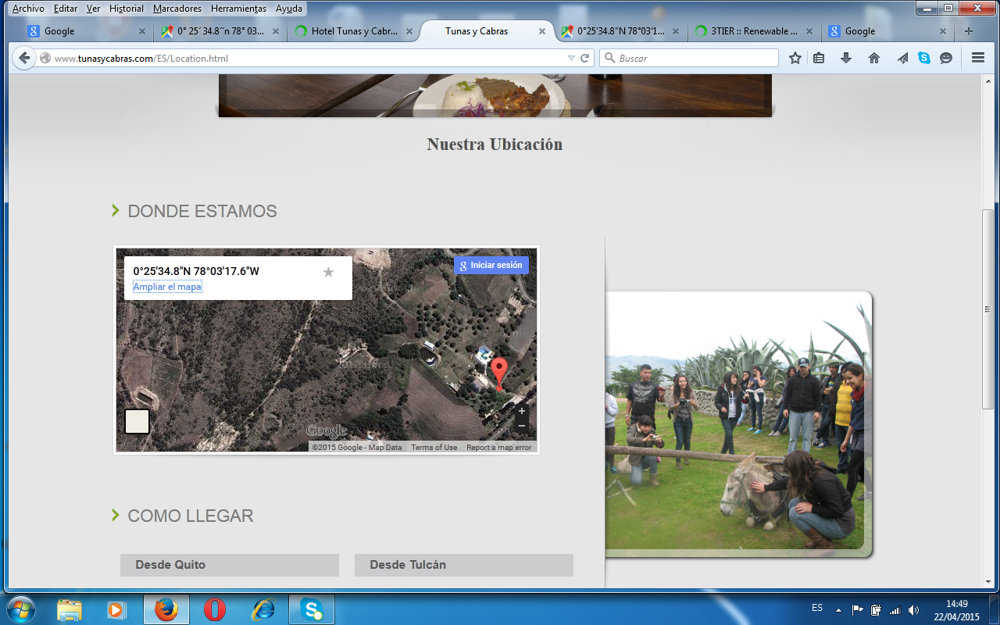 Archivo Editar Ver Historial Marcadores Herramientas Ayuda
Google
0° 25´ 34.8´´n 78° 03...
Hotel Tunas y Cabr...
Tunas y Cabras
0°25'34.8"N 78°03'1...
3TIER :: Renewable ...
Google
www.tunasycabras.com/ES/Location.html
Buscar
Nuestra Ubicación
DONDE ESTAMOS
0°25'34.8"N 78°03'17.6"W
Ampliar el mapa
Iniciar sesión
Google
©2015 Google - Map Data Terms of Use Report a map error
COMO LLEGAR
Desde Quito
Desde Tulcán
ES
14:49
22/04/2015